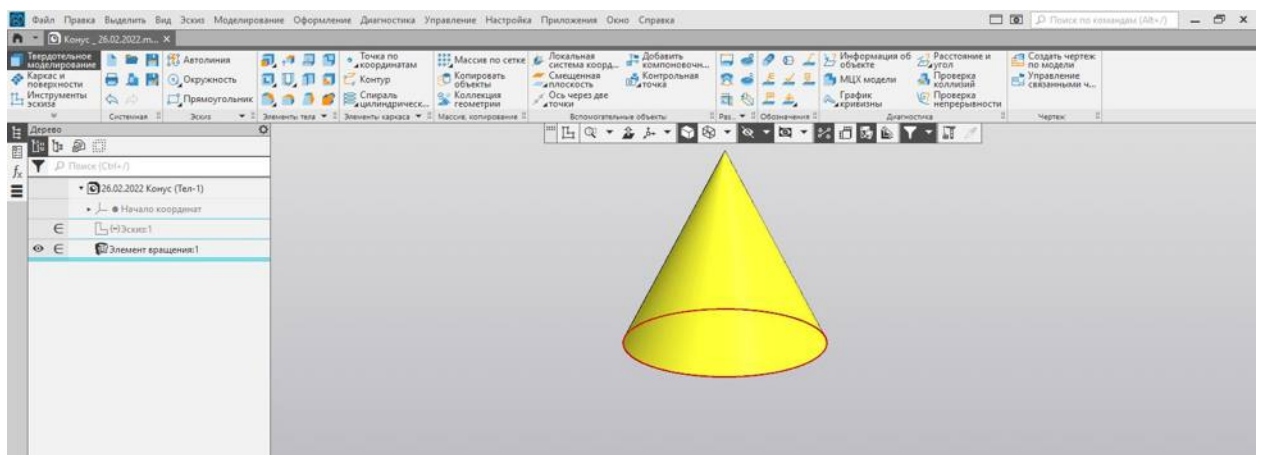 Файл Правка Выделить Вид Эскиз Моделирование Оформление Диагностика Управление Настройка Приложения Окно Справка
Поиск по командам (Alt+/)
Конус _ 26.02.2022.m...
Твердотельное моделирование
Каркас и поверхности
Инструменты эскиза
Системная
Автолиния
Окружность
Прямоугольник
Эскиз
Элементы тела
Точка по координатам
Контур
Спираль цилиндрическ...
Элементы каркаса
Массив по сетке
Копировать объекты
Коллекция геометрии
Массив, копирование
Локальная система коорд...
Смещенная плоскость
Ось через две точки
Добавить компоновочн...
Контрольная точка
Вспомогательные объекты
Раз...
Обозначения
Информация об объекте
МЦХ модели
График кривизны
Расстояние и угол
Проверка коллизий
Проверка непрерывности
Диагностика
Создать чертеж по модели
Управление связанными ч...
Чертеж
Дерево
Поиск (Ctrl+/)
26.02.2022 Конус (Тел-1)
Начало координат
(-)Эскиз:1
Элемент вращения:1